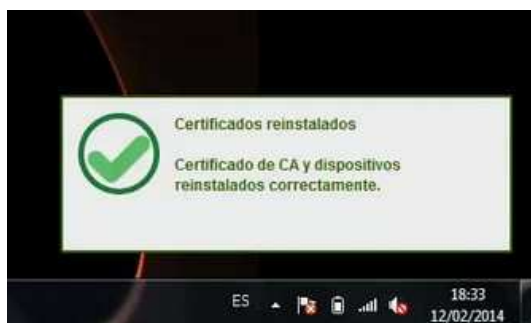 Certificados reinstalados
Certificado de CA y dispositivos
reinstalados correctamente.
ES
18:33
12/02/2014